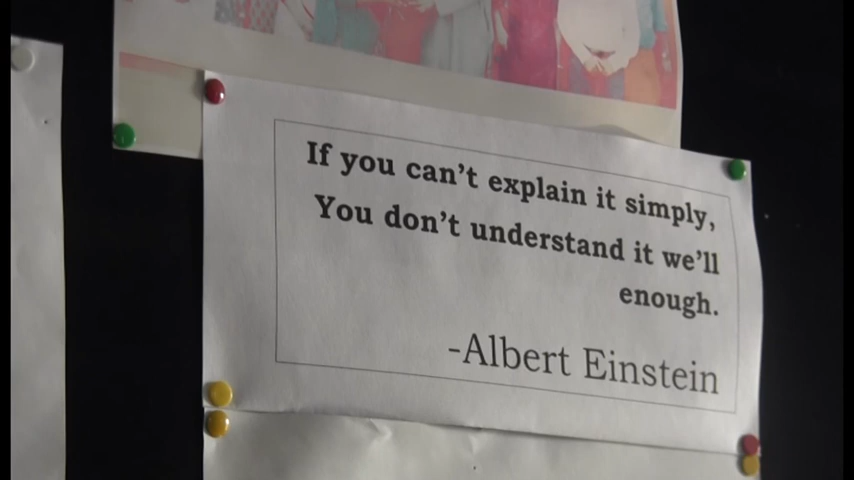 If you can't explain it simply,
You don't understand it we'll
enough.
-Albert Einstein